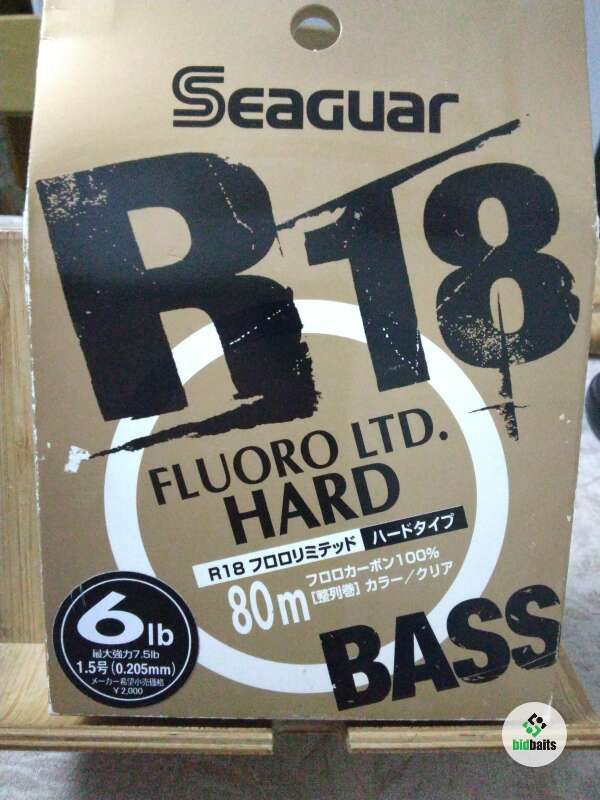 SEAGUAR
R18
FLUORO LTD.
HARD
R18 フロロリミテッド ハードタイプ
フロロカーボン100%
80m [整列巻] カラー/クリア
BASS
6lb
最大強力7.5lb
1.5号(0.205mm)
メーカー希望小売価格
¥2,000
bidbaits